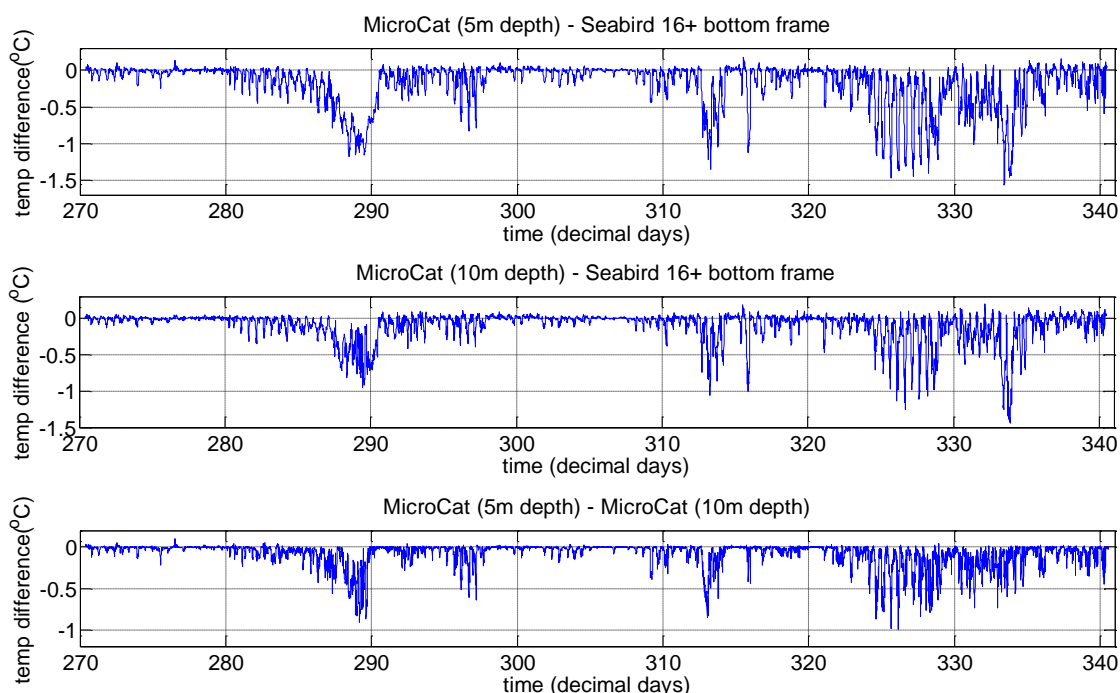 MicroCat (5m depth) - Seabird 16+ bottom frame
temp difference(°C)
0
-0.5
-1
-1.5
270 280 290 300 310 320 330 340
time (decimal days)
MicroCat (10m depth) - Seabird 16+ bottom frame
temp difference (°C)
0
-0.5
-1
-1.5
270 280 290 300 310 320 330 340
time (decimal days)
MicroCat (5m depth) - MicroCat (10m depth)
temp difference(°C)
0
-0.5
-1
270 280 290 300 310 320 330 340
time (decimal days)